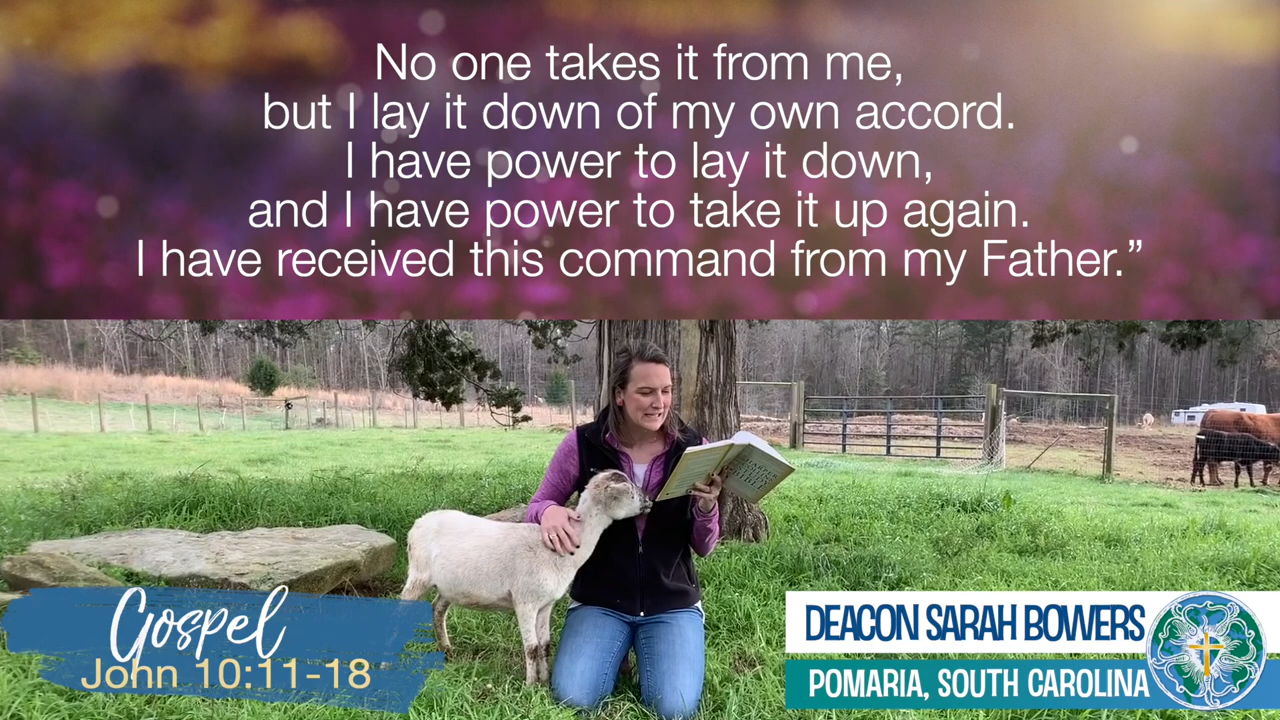 No one takes it from me,
but I lay it down of my own accord.
I have power to lay it down,
and I have power to take it up again.
I have received this command from my Father.”
Gospel
John 10:11-18
DEACON SARAH BOWERS
POMARIA, SOUTH CAROLINA